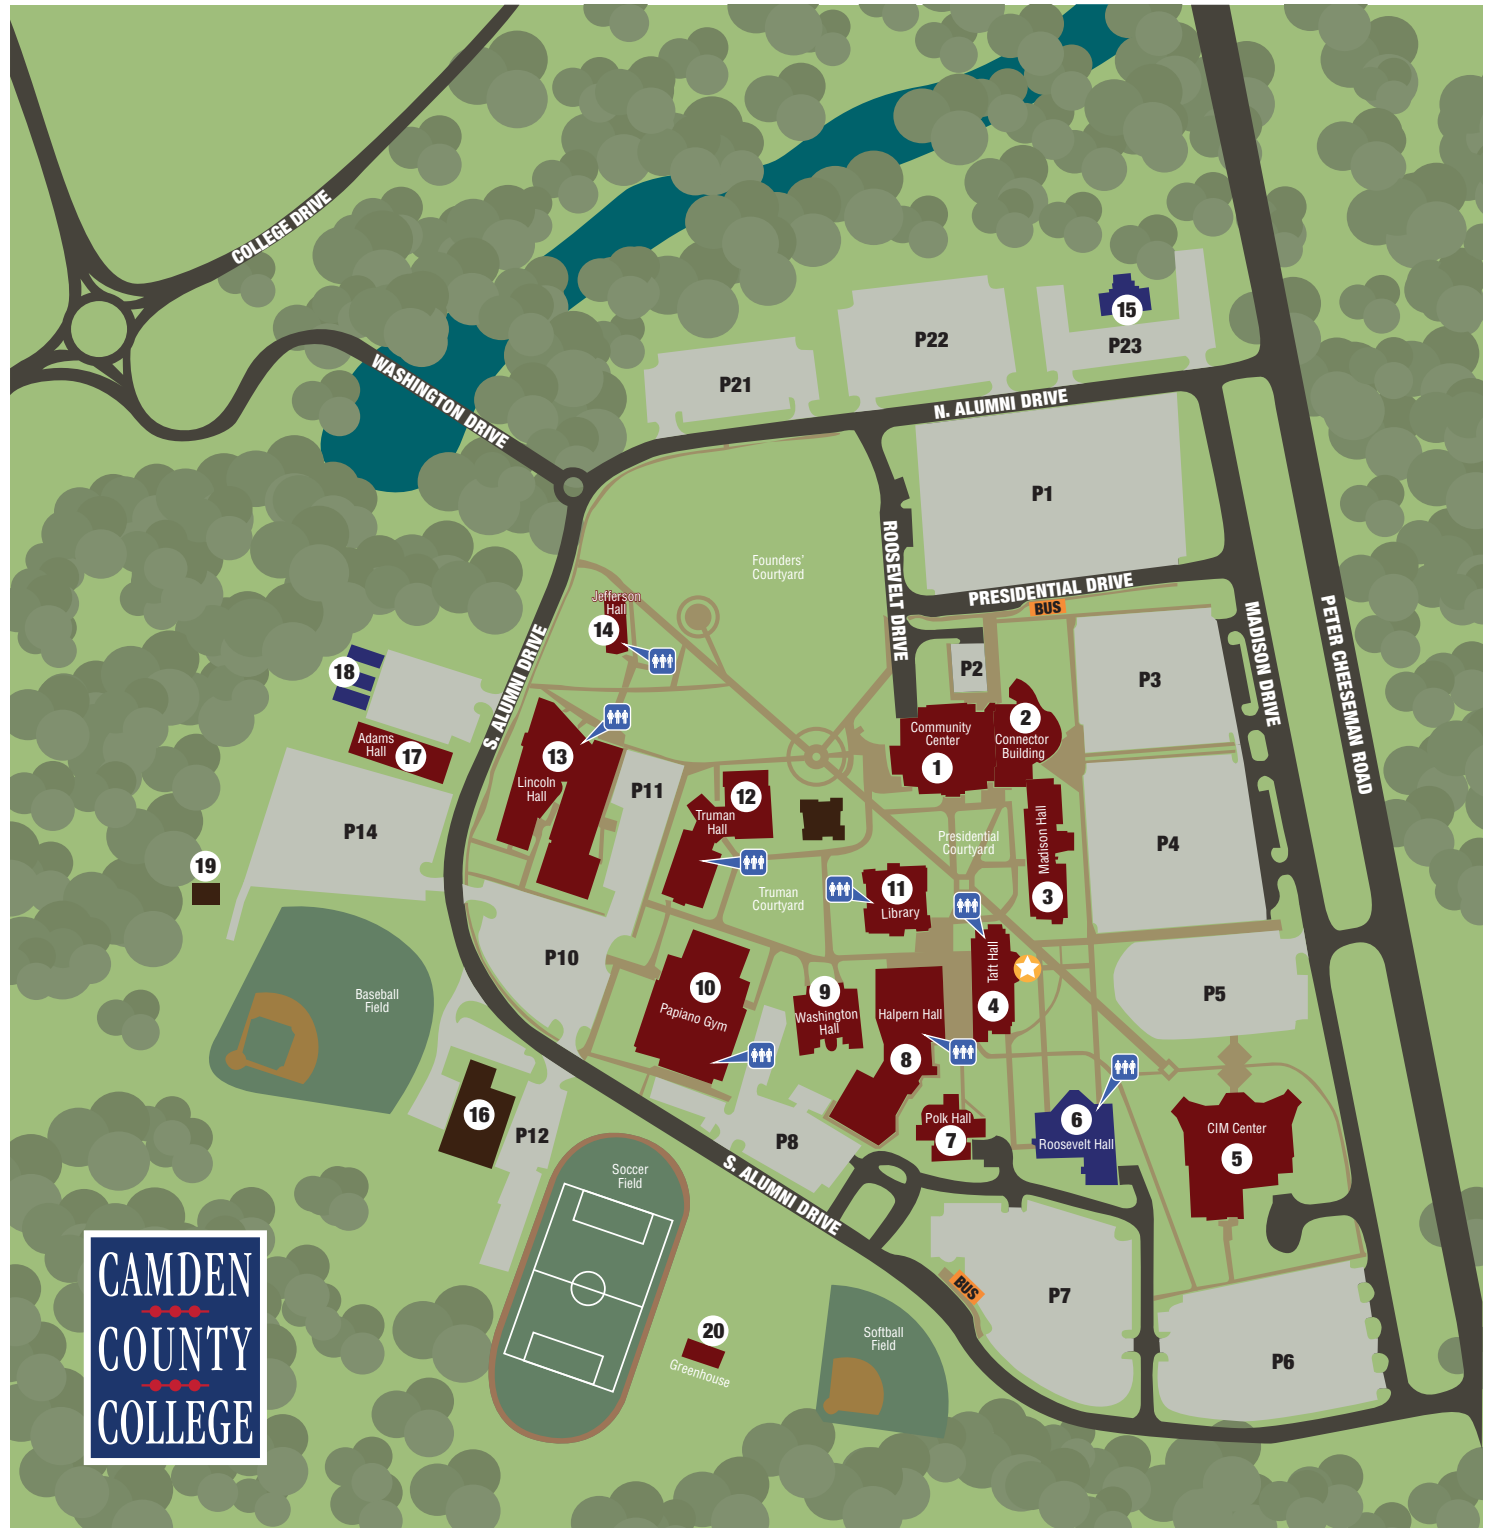 COLLEGE DRIVE
WASHINGTON DRIVE
15
P23
P22
P21
N. ALUMNI DRIVE
P1
Founders'
Courtyard
ROOSEVELT DRIVE
PRESIDENTIAL DRIVE
BUS
MADISON DRIVE
PETER CHEESEMAN ROAD
Jefferson
Hall
14
P2
P3
18
S. ALUMNI DRIVE
Adams
Hall
17
13
Lincoln
Hall
P11
Community
Center
1
2
Connector
Building
12
Truman
Hall
P14
Presidential
Courtyard
Madison Hall
3
P4
19
Truman
Courtyard
11
Library
P10
Baseball
Field
10
Papiano Gym
9
Washington
Hall
Halpern Hall
8
Taft Hall
4
P5
16
P12
P8
Polk Hall
7
6
Roosevelt Hall
CIM Center
5
Soccer
Field
S. ALUMNI DRIVE
BUS
P7
P6
20
Greenhouse
Softball
Field
CAMDEN
COUNTY
COLLEGE